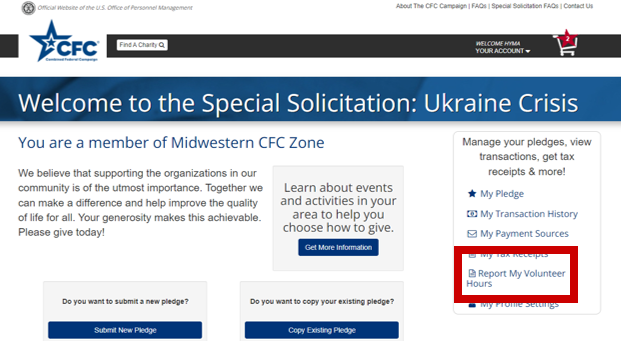 Official Website of the U.S. Office of Personnel Management
About The CFC Campaign | FAQs | Special Solicitation FAQs | Contact Us
CFC
Combined Federal Campaign
Find A Charity
WELCOME HYMA
YOUR ACCOUNT
2
Welcome to the Special Solicitation: Ukraine Crisis
You are a member of Midwestern CFC Zone
We believe that supporting the organizations in our
community is of the utmost importance. Together we
can make a difference and help improve the quality
of life for all. Your generosity makes this achievable.
Please give today!
Learn about events
and activities in your
area to help you
choose how to give.
Get More Information
Manage your pledges, view
transactions, get tax
receipts & more!
My Pledge
My Transaction History
My Payment Sources
My Tax Receipts
Report My Volunteer
Hours
My Profile Settings
Do you want to submit a new pledge?
Submit New Pledge
Do you want to copy your existing pledge?
Copy Existing Pledge